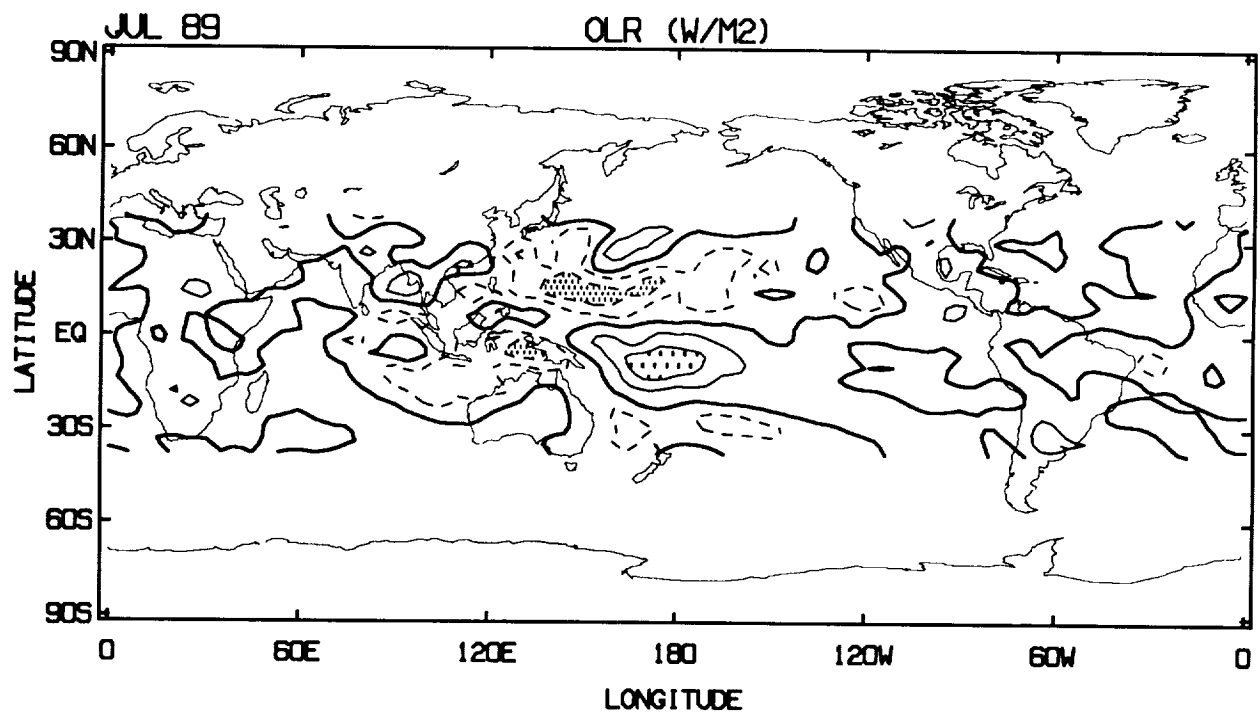 JUL 89 OLR (W/M2)
90N
60N
30N
EQ
30S
60S
90S
LATITUDE
0 60E 120E 180 120W 60W 0
LONGITUDE